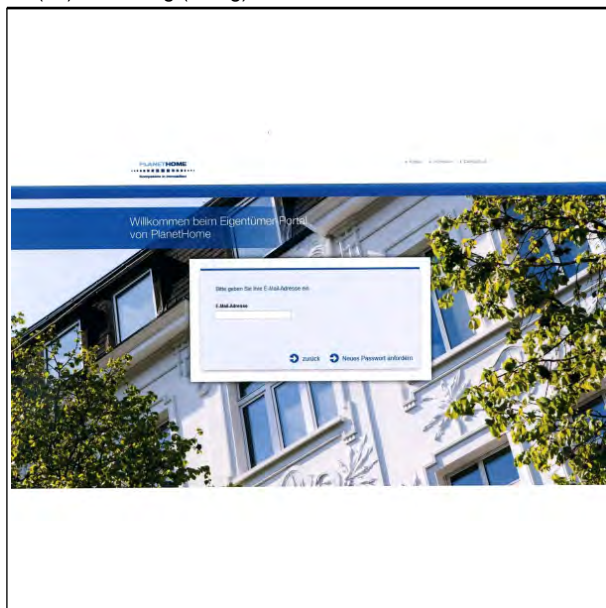 PLANETHOME
Willkommen beim Eigentümer Portal
von PlanetHome
Bitte geben Sie Ihre E-Mail-Adresse ein
E-Mail-Adresse
zurück Neues Passwort anfordern